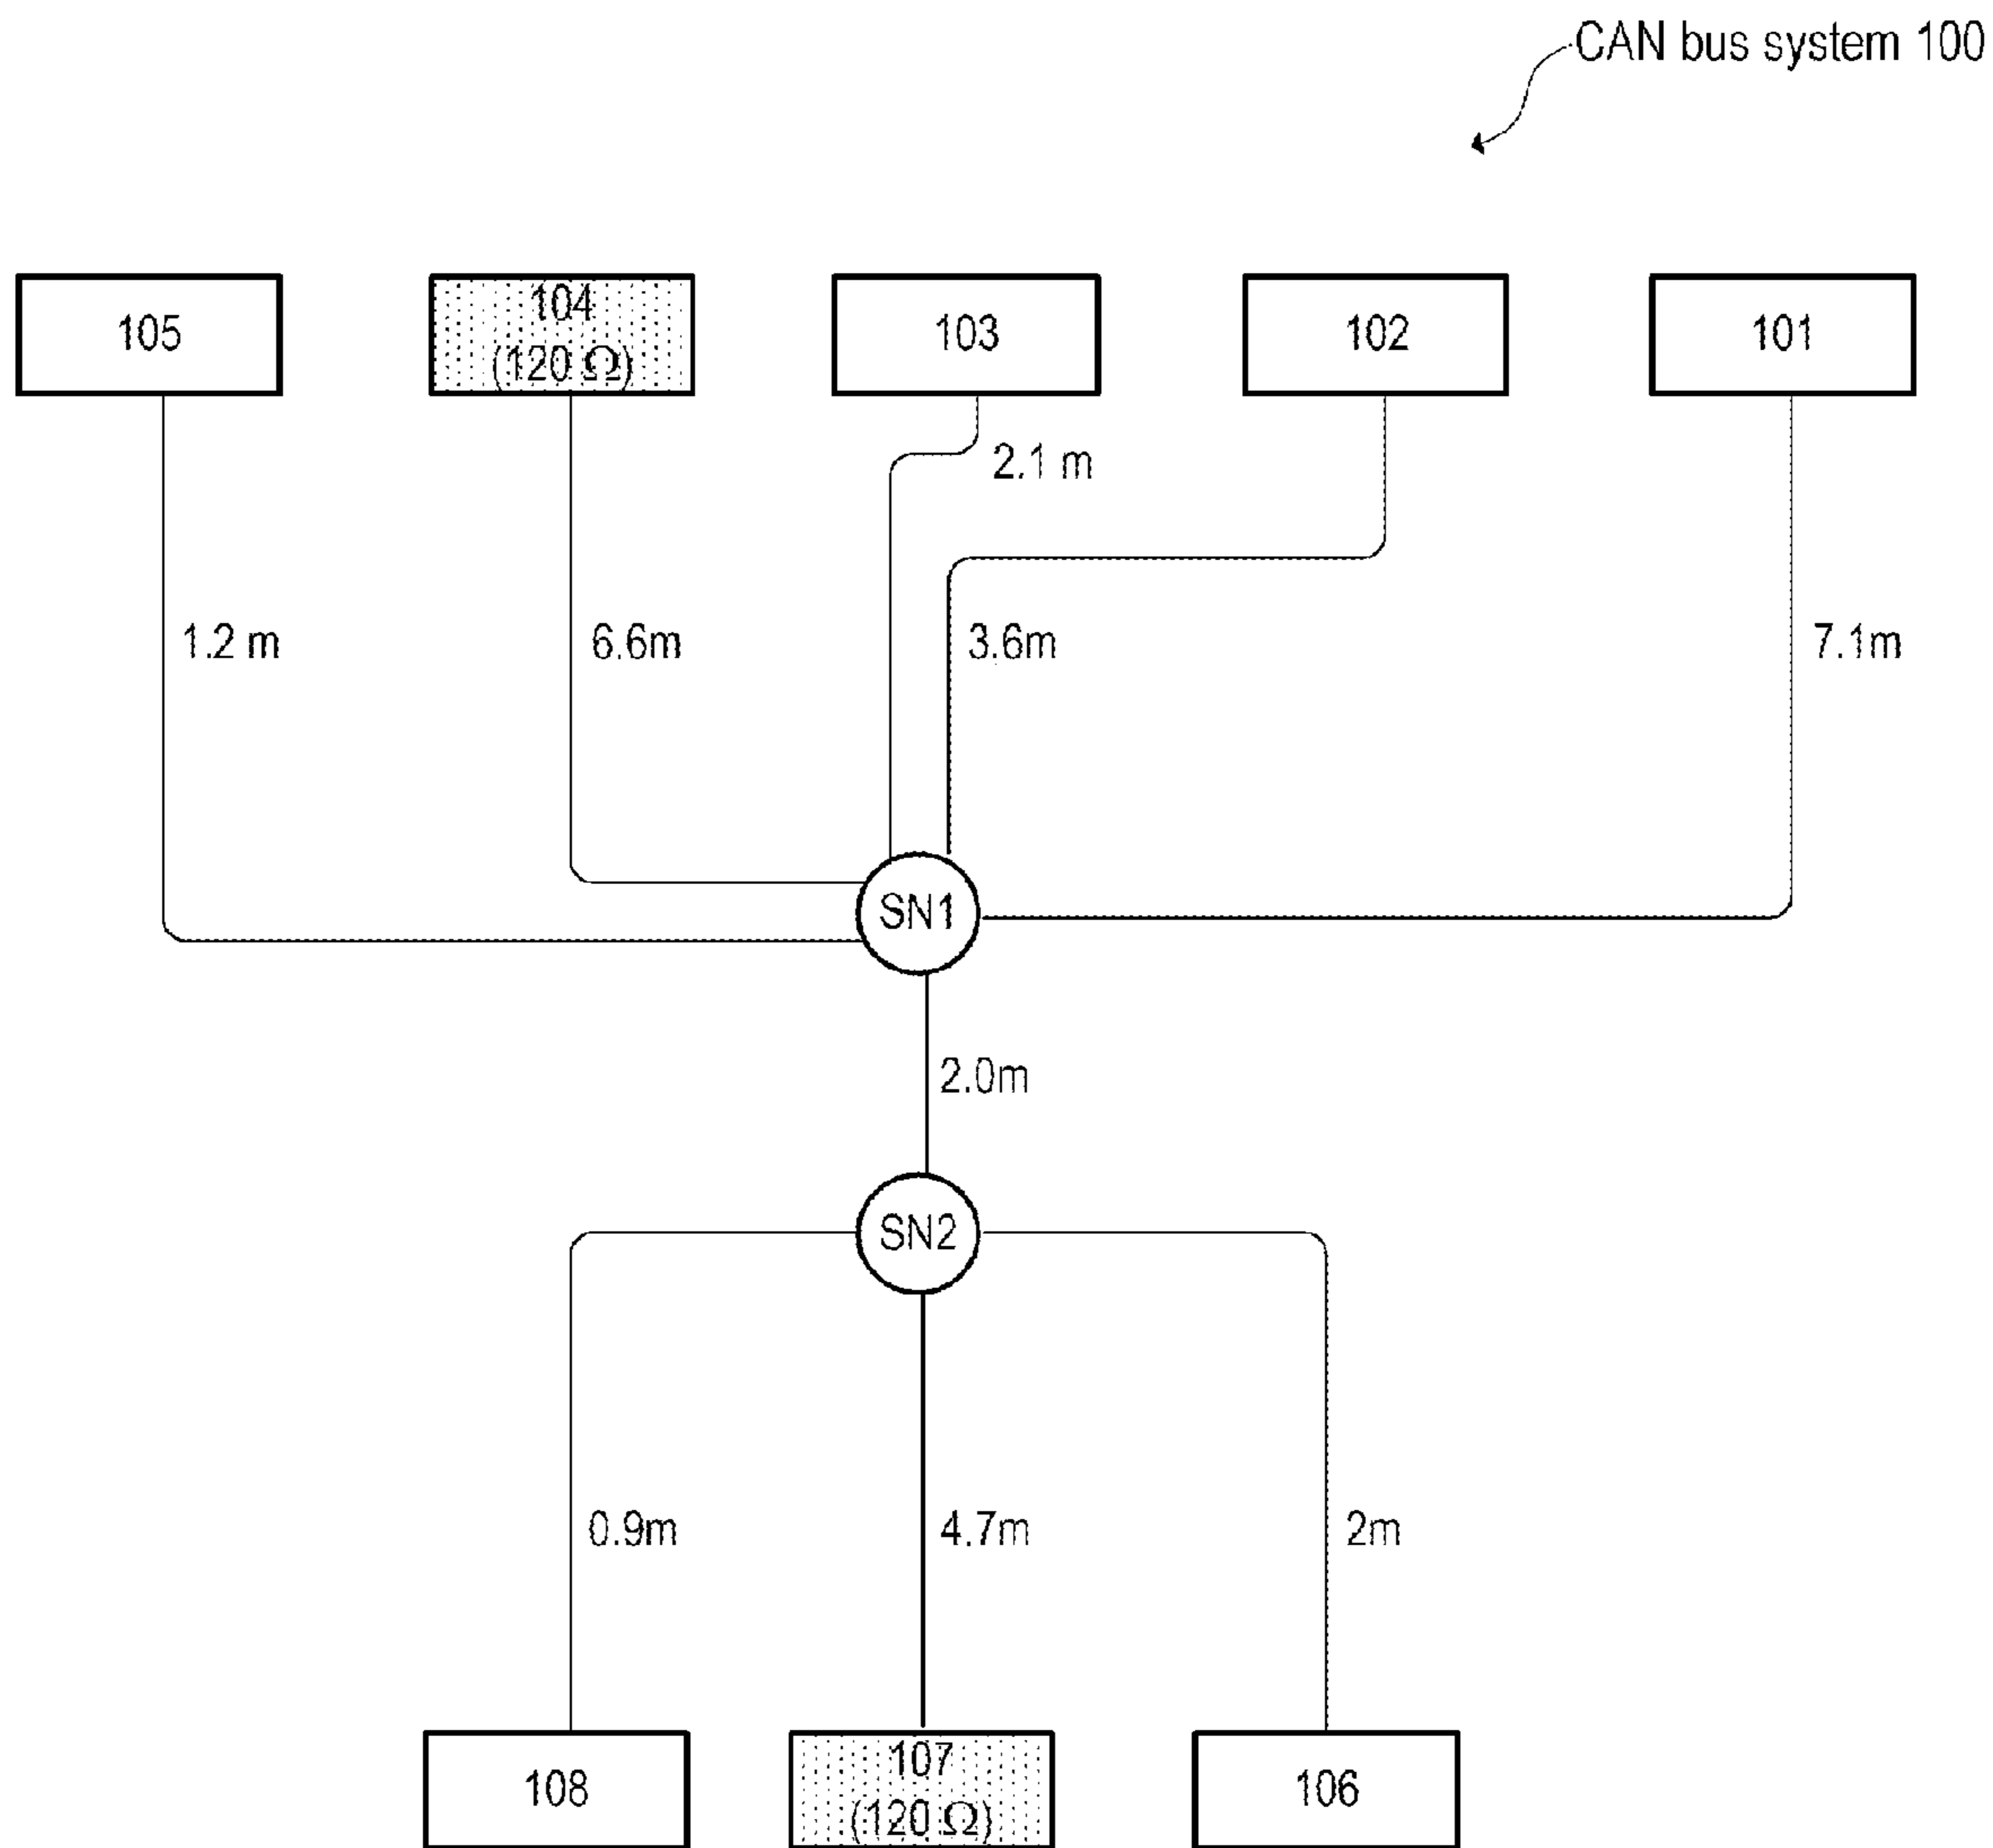 CAN bus system 100
105
104
(120 Ω)
103
102
101
2.1 m
1.2 m
6.6m
3.6m
7.1m
SN1
2.0m
SN2
0.9m
4.7m
2m
108
107
(120 Ω)
106